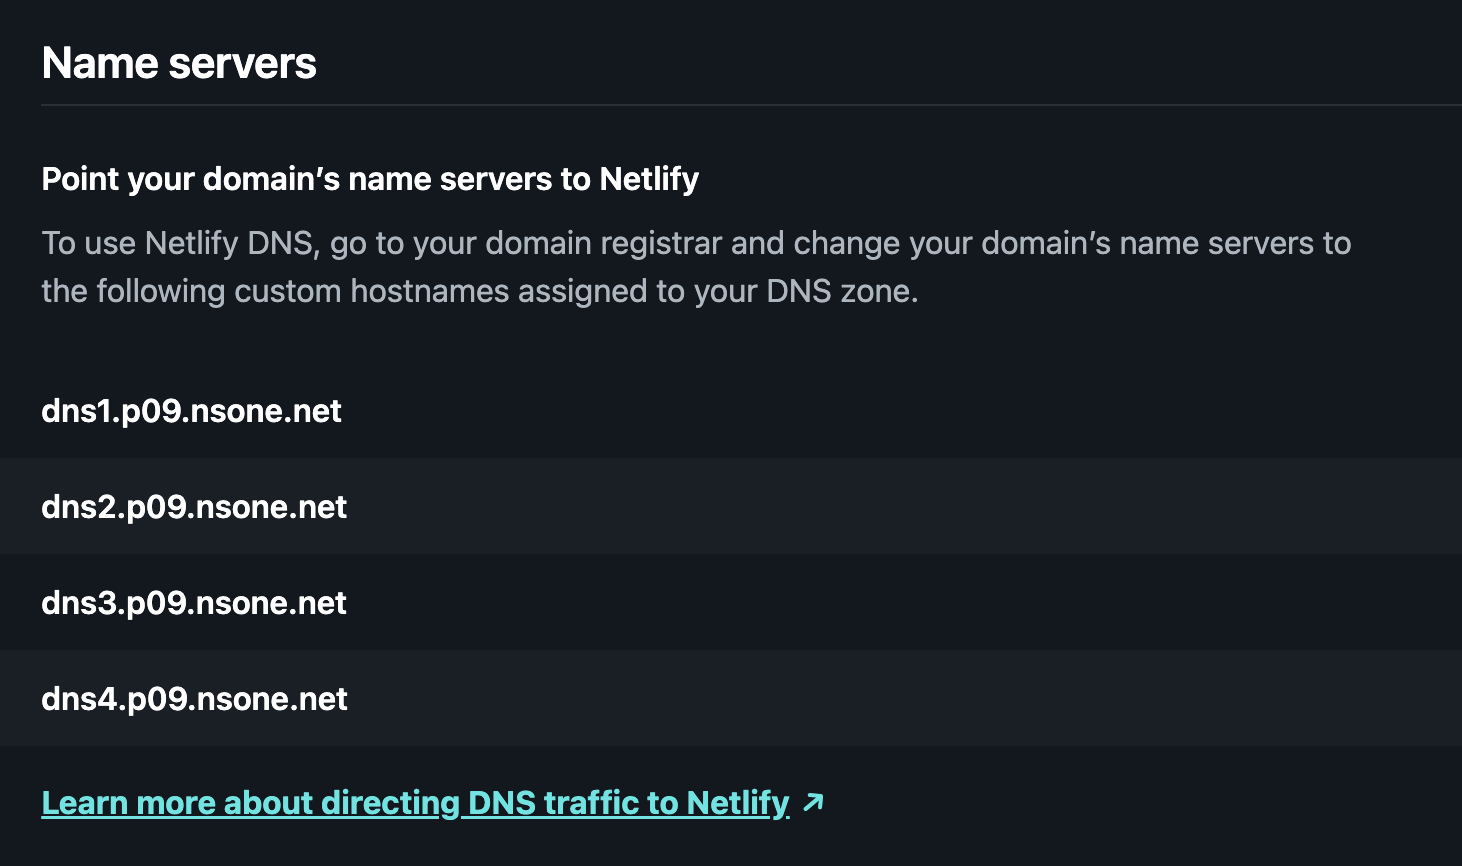 Name servers
Point your domain’s name servers to Netlify
To use Netlify DNS, go to your domain registrar and change your domain’s name servers to
the following custom hostnames assigned to your DNS zone.
dns1.p09.nsone.net
dns2.p09.nsone.net
dns3.p09.nsone.net
dns4.p09.nsone.net
Learn more about directing DNS traffic to Netlify ↗